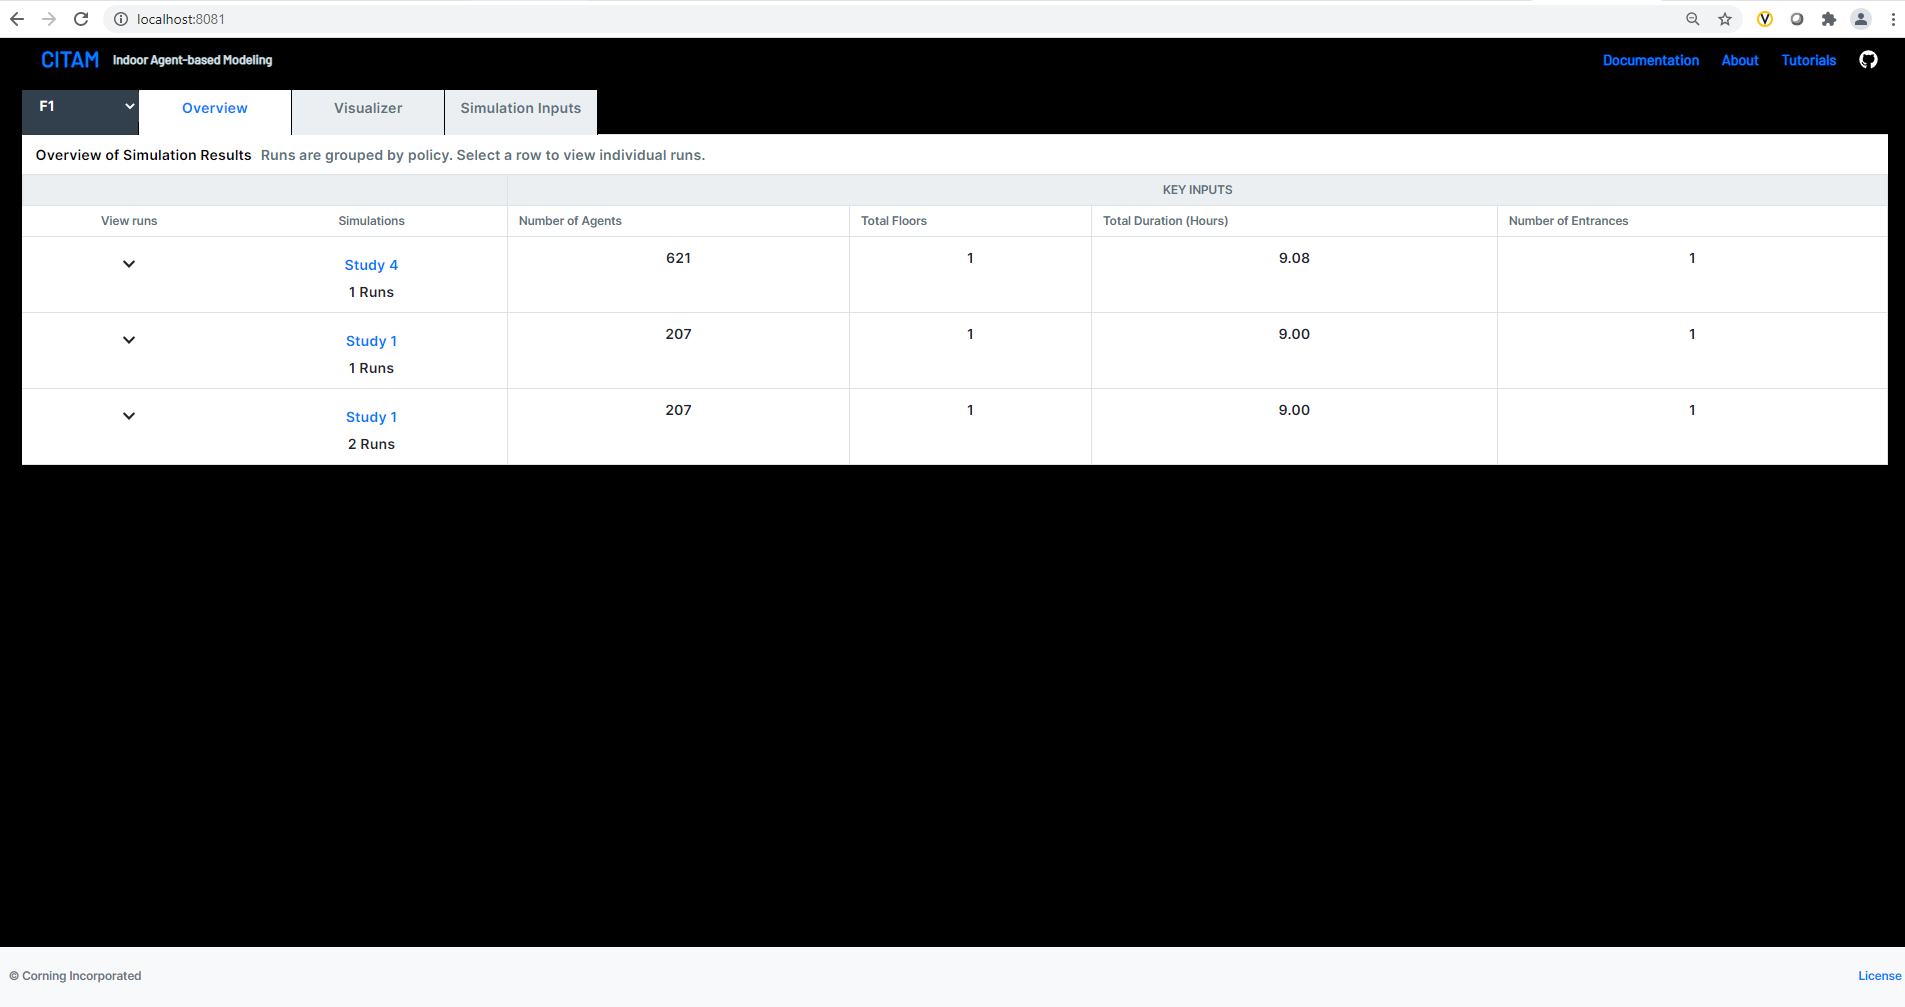 localhost:8081
CITAM Indoor Agent-based Modeling Documentation About Tutorials
F1 Overview Visualizer Simulation Inputs
Overview of Simulation Results Runs are grouped by policy. Select a row to view individual runs.
KEY INPUTS
View runs Simulations Number of Agents Total Floors Total Duration (Hours) Number of Entrances
Study 4 621 1 9.08 1
1 Runs
Study 1 207 1 9.00 1
1 Runs
Study 1 207 1 9.00 1
2 Runs
© Corning Incorporated License